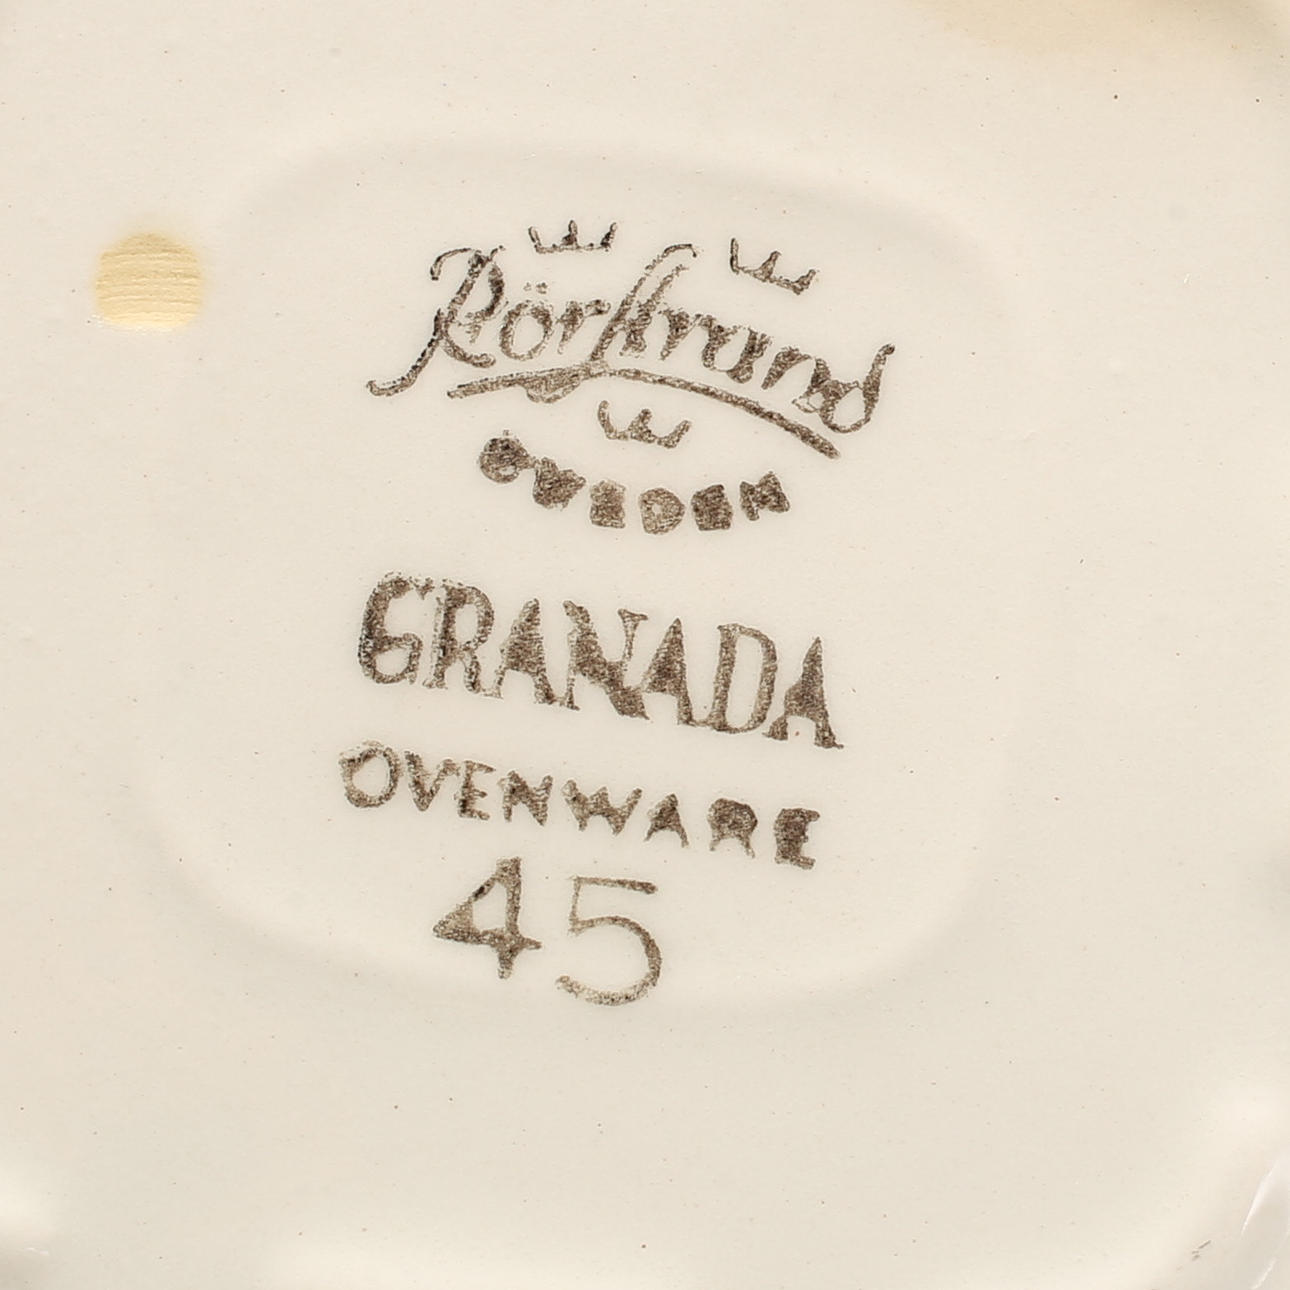 Rörstrand
SWEDEN
GRANADA
OVENWARE
45